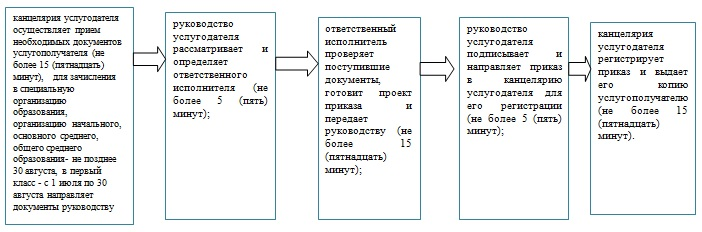 канцелярия услугодателя
осуществляет прием
необходимых документов
услугополучателя (не
более 15 (пятнадцать)
минут), для зачисления
в специальную
организацию
образования,
организацию начального,
основного среднего,
общего среднего
образования- не позднее
30 августа, в первый
класс - с 1 июля по 30
августа направляет
документы руководству
руководство
услугодателя
рассматривает и
определяет
ответственного
исполнителя (не
более 5 (пять)
минут);
ответственный
исполнитель
проверяет
поступившие
документы,
готовит проект
приказа и
передает
руководству (не
более 15
(пятнадцать)
минут);
руководство
услугодателя
подписывает и
направляет приказ
в канцелярию
услугодателя для
его регистрации
(не более 5 (пять)
минут);
канцелярия
услугодателя
регистрирует
приказ и выдает
его копию
услугополучателю
(не более 15
(пятнадцать)
минут).